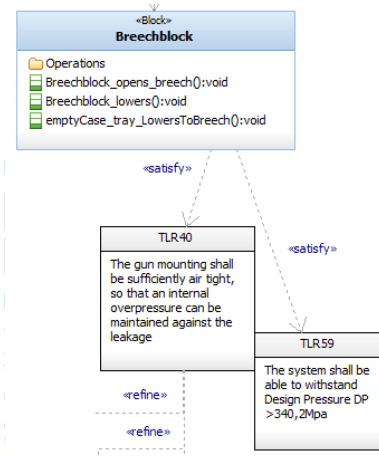 «Block»
Breechblock
Operations
Breechblock_opens_breech():void
Breechblock_lowers():void
emptyCase_tray_LowersToBreech():void
«satisfy»
«satisfy»
TLR40
The gun mounting shall
be sufficiently air tight,
so that an internal
overpressure can be
maintained against the
leakage
TLR59
The system shall be
able to withstand
Design Pressure DP
>340,2Mpa
«refine»
«refine»